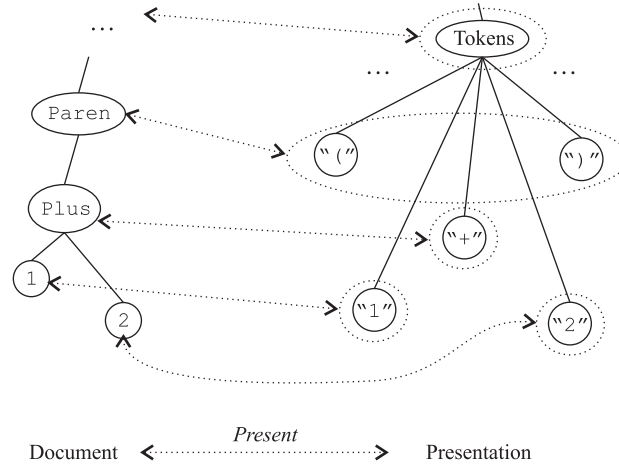 ...
Tokens
... ...
Paren
"(" ")"
Plus
"+"
1
"1"
2
"2"
Present
Document Presentation